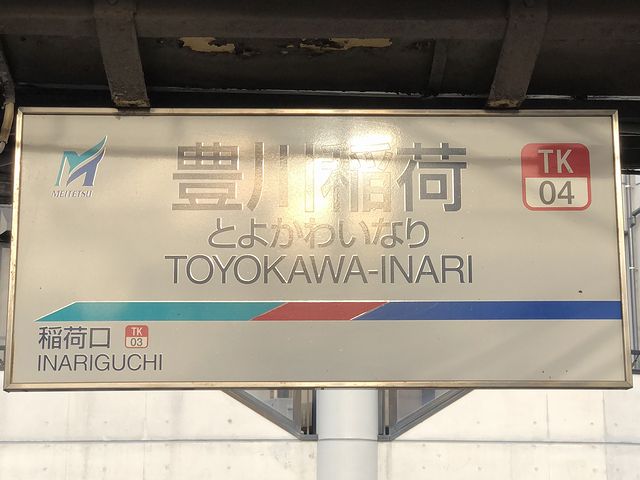 MEITETSU
豊川稲荷
TK
04
とよかわいなり
TOYOKAWA-INARI
稲荷口
TK
03
INARIGUCHI